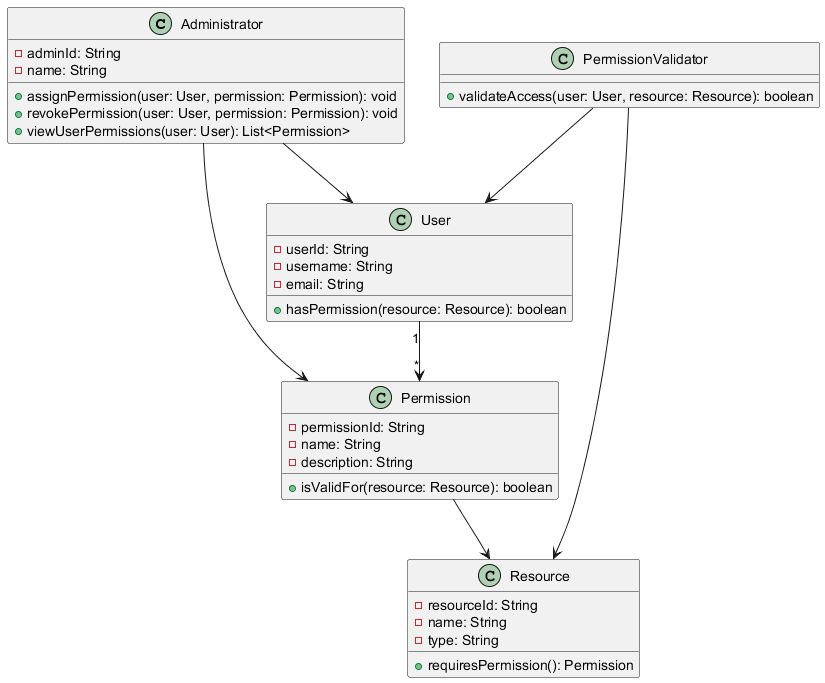 C Administrator
adminId: String
name: String
assignPermission(user: User, permission: Permission): void
revokePermission(user: User, permission: Permission): void
viewUserPermissions(user: User): List<Permission>
C PermissionValidator
validateAccess(user: User, resource: Resource): boolean
C User
userId: String
username: String
email: String
hasPermission(resource: Resource): boolean
1
*
C Permission
permissionId: String
name: String
description: String
isValidFor(resource: Resource): boolean
C Resource
resourceId: String
name: String
type: String
requiresPermission(): Permission